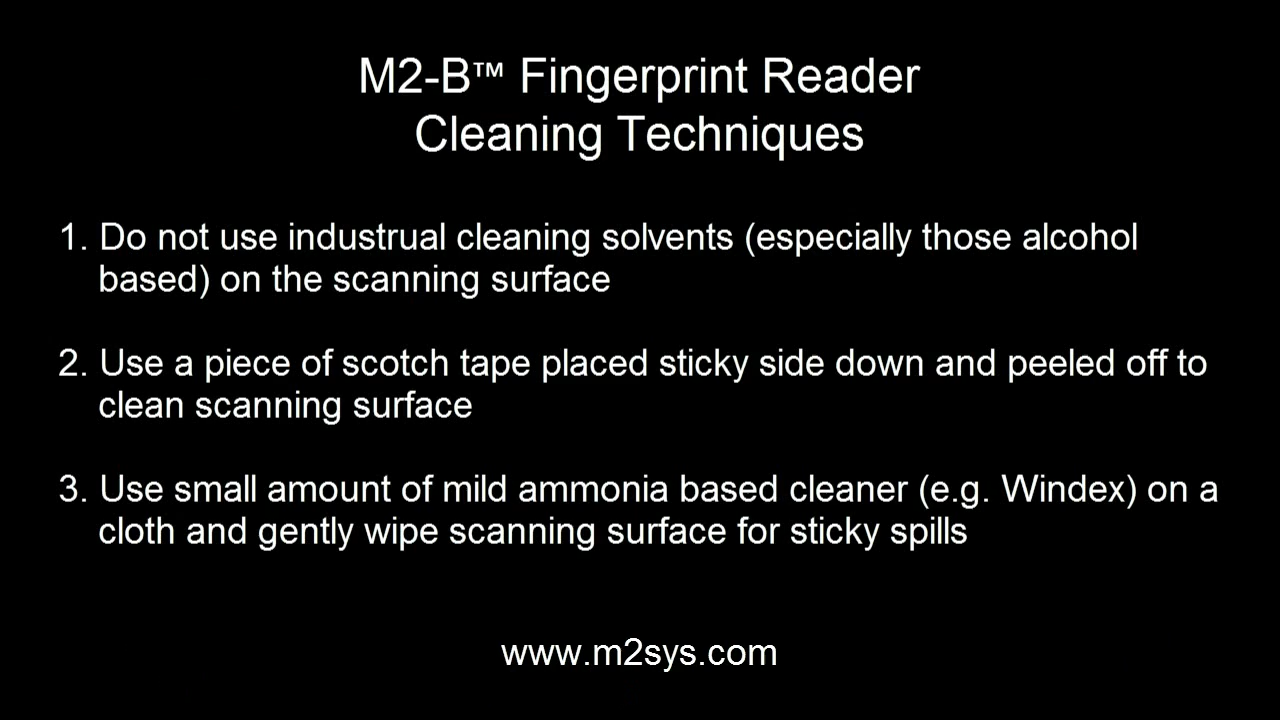 M2-B™ Fingerprint Reader
Cleaning Techniques
1. Do not use industrual cleaning solvents (especially those alcohol
based) on the scanning surface
2. Use a piece of scotch tape placed sticky side down and peeled off to
clean scanning surface
3. Use small amount of mild ammonia based cleaner (e.g. Windex) on a
cloth and gently wipe scanning surface for sticky spills
www.m2sys.com